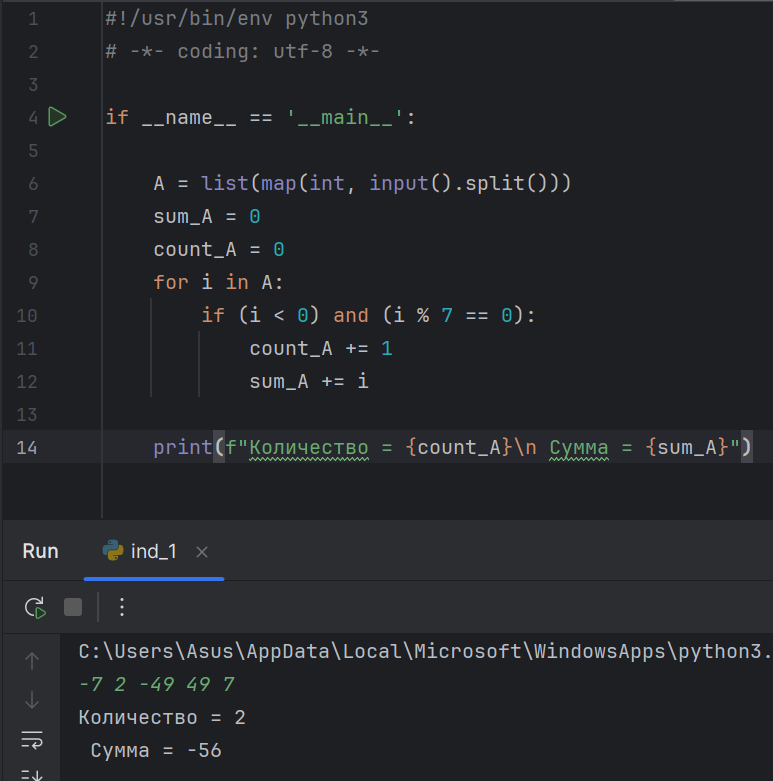 1 #!/usr/bin/env python3
2 # -*- coding: utf-8 -*-
3
4 if __name__ == '__main__':
5
6     A = list(map(int, input().split()))
7     sum_A = 0
8     count_A = 0
9     for i in A:
10         if (i < 0) and (i % 7 == 0):
11             count_A += 1
12             sum_A += i
13
14     print(f"Количество = {count_A}\n Сумма = {sum_A}")
Run ind_1
C:\Users\Asus\AppData\Local\Microsoft\WindowsApps\python3.
-7 2 -49 49 7
Количество = 2
 Сумма = -56